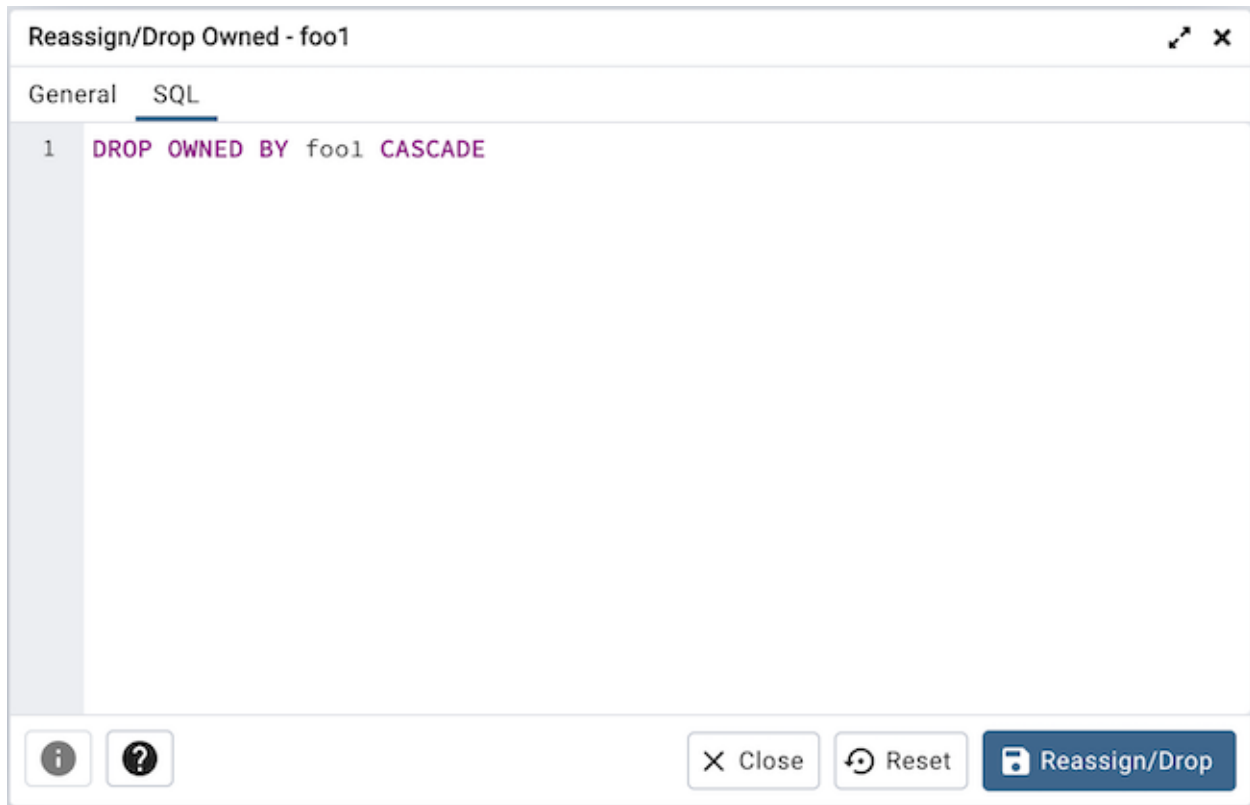 Reassign/Drop Owned - foo1
General SQL
1 DROP OWNED BY foo1 CASCADE
Close Reset Reassign/Drop